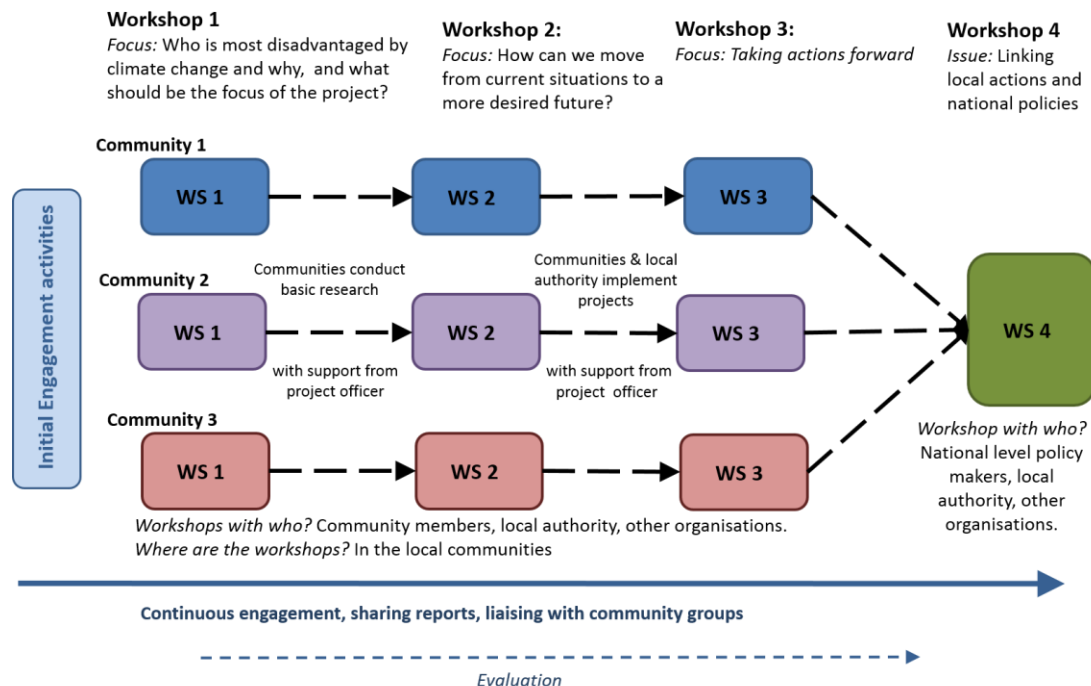 Workshop 1
Focus: Who is most disadvantaged by
climate change and why,  and what
should be the focus of the project?
Workshop 2:
Focus: How can we move
from current situations to a
more desired future?
Workshop 3:
Focus: Taking actions forward
Workshop 4
Issue: Linking
local actions and
national policies
Initial Engagement activities
Community 1
WS 1
WS 2
WS 3
Communities conduct
basic research
Communities & local
authority implement
projects
Community 2
WS 1
WS 2
WS 3
WS 4
with support from
project officer
with support from
project  officer
Community 3
WS 1
WS 2
WS 3
Workshop with who?
National level policy
makers, local
authority, other
organisations.
Workshops with who? Community members, local authority, other organisations.
Where are the workshops? In the local communities
Continuous engagement, sharing reports, liaising with community groups
Evaluation